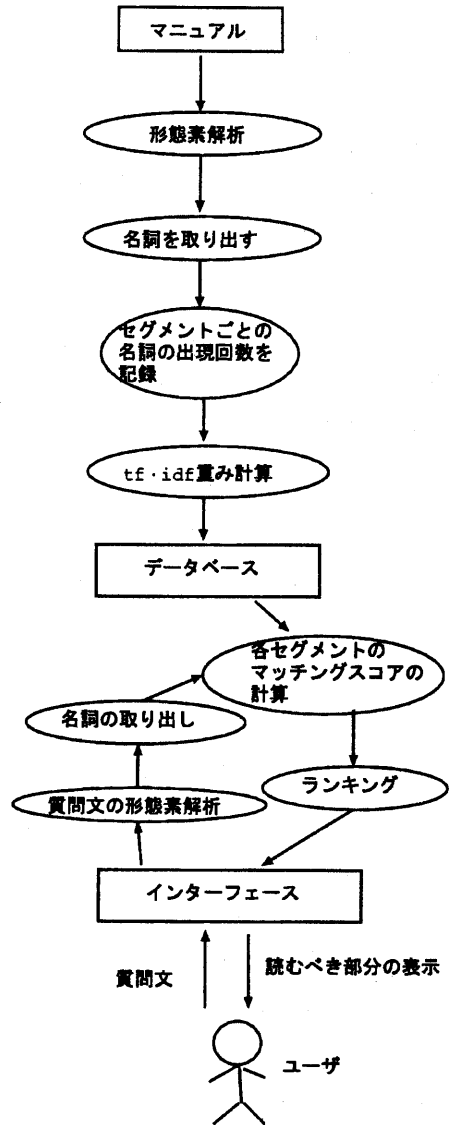 マニュアル
形態素解析
名詞を取り出す
セグメントごとの
名詞の出現回数を
記録
tf・idf重み計算
データベース
各セグメントの
マッチングスコアの
計算
名詞の取り出し
ランキング
質問文の形態素解析
インターフェース
質問文
読むべき部分の表示
ユーザ